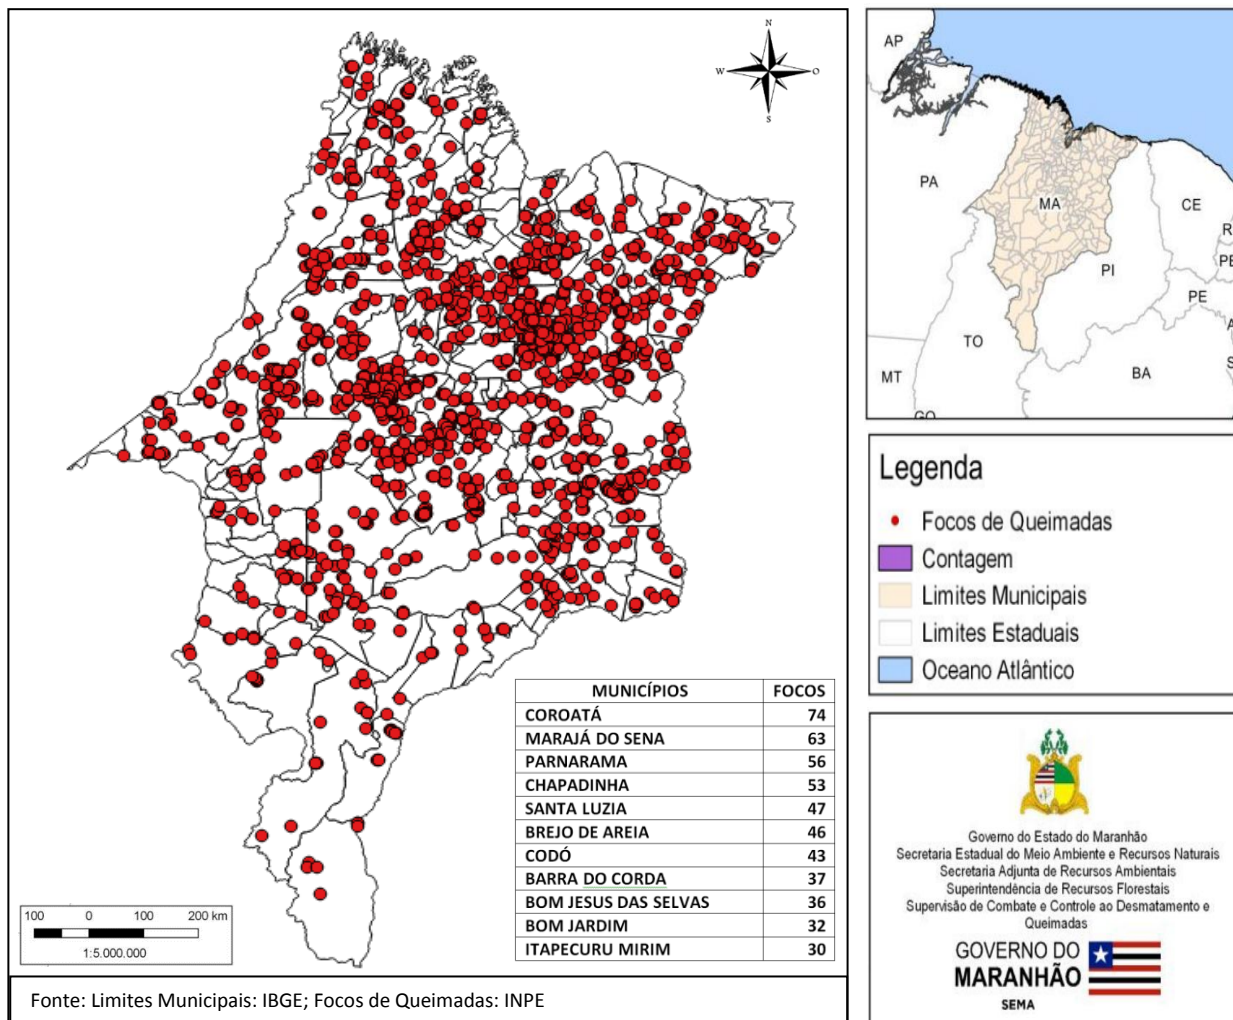 N
W
O
S
MUNICÍPIOS FOCOS
COROATÁ 74
MARAJÁ DO SENA 63
PARNARAMA 56
CHAPADINHA 53
SANTA LUZIA 47
BREJO DE AREIA 46
CODÓ 43
BARRA DO CORDA 37
BOM JESUS DAS SELVAS 36
BOM JARDIM 32
ITAPECURU MIRIM 30
100 0 100 200 km
1:5.000.000
Fonte: Limites Municipais: IBGE; Focos de Queimadas: INPE
AP
PA
MA
CE
R
PB
PI
PE
A
TO
S
MT
BA
GO
Legenda
Focos de Queimadas
Contagem
Limites Municipais
Limites Estaduais
Oceano Atlântico
Governo do Estado do Maranhão
Secretaria Estadual do Meio Ambiente e Recursos Naturais
Secretaria Adjunta de Recursos Ambientais
Superintendência de Recursos Florestais
Supervisão de Combate e Controle ao Desmatamento e
Queimadas
GOVERNO DO
MARANHÃO
SEMA